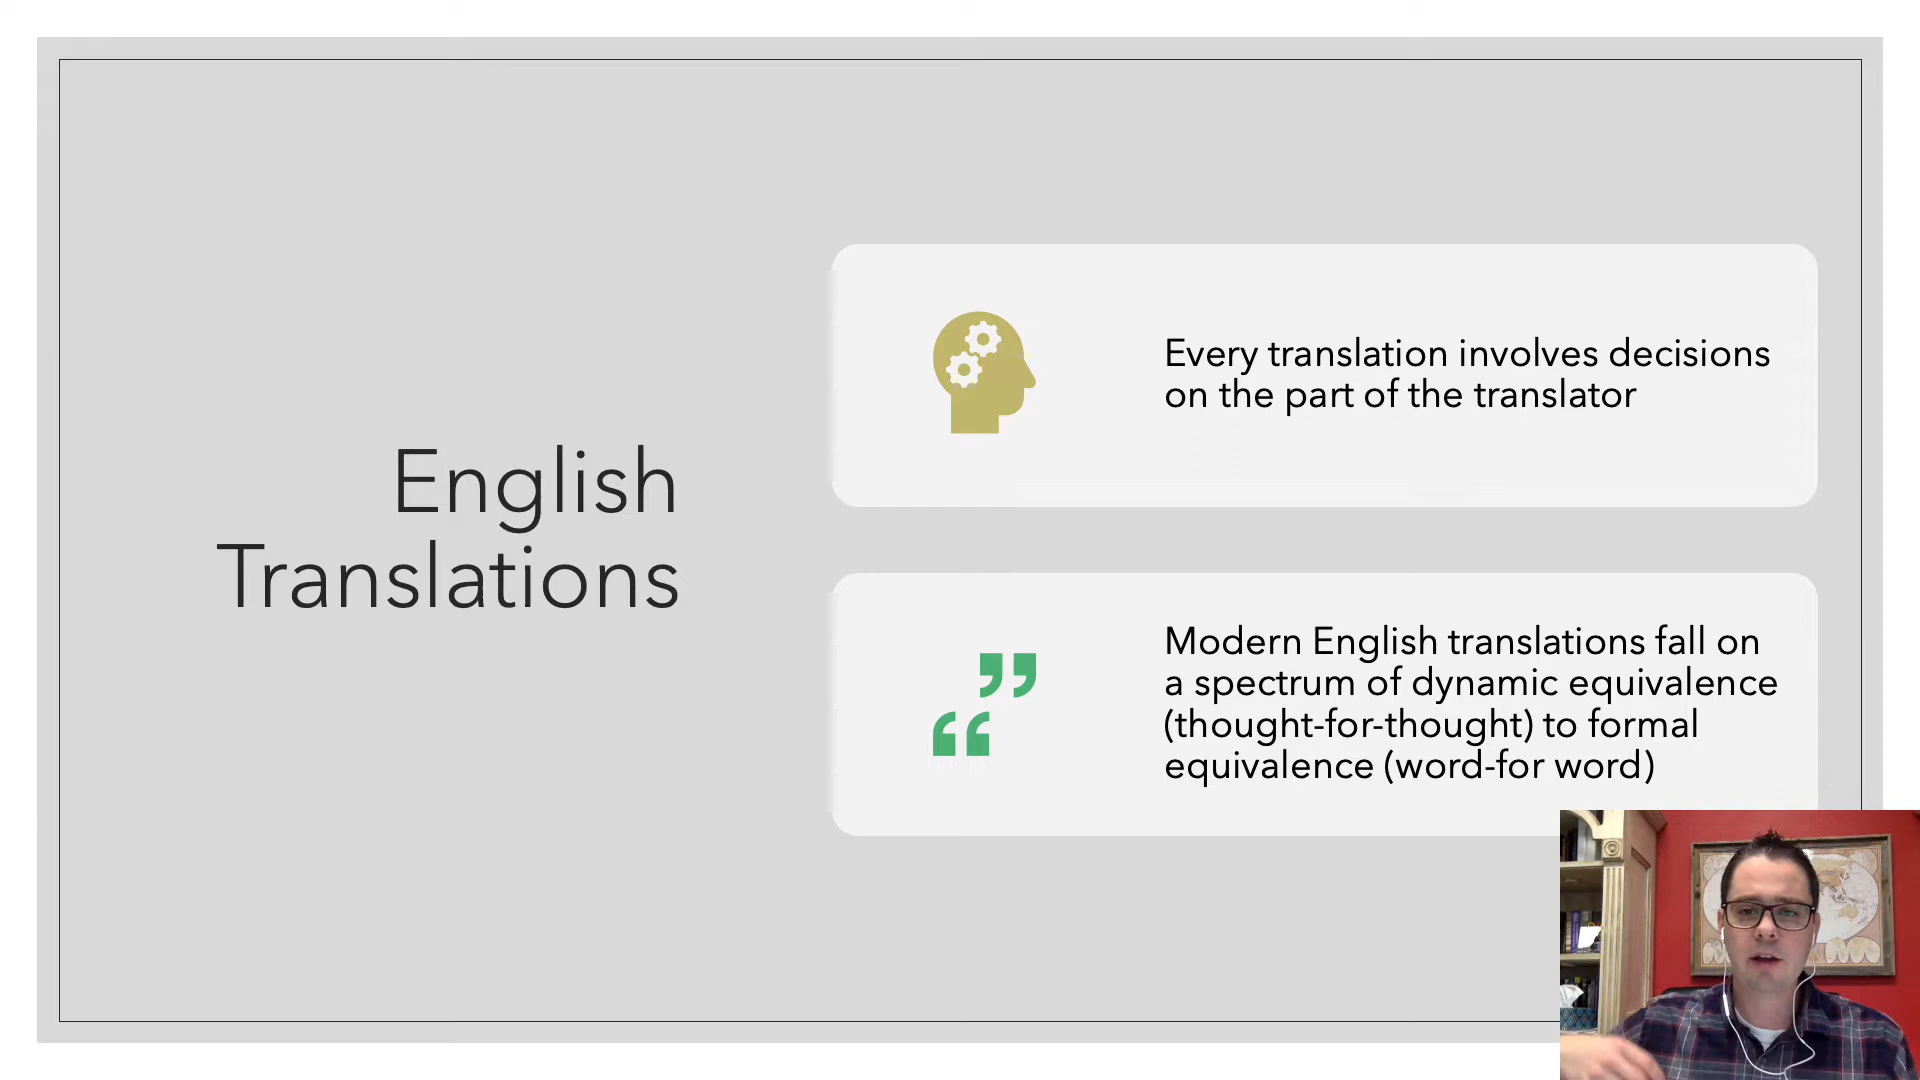 English
Translations
Every translation involves decisions
on the part of the translator
Modern English translations fall on
a spectrum of dynamic equivalence
(thought-for-thought) to formal
equivalence (word-for word)